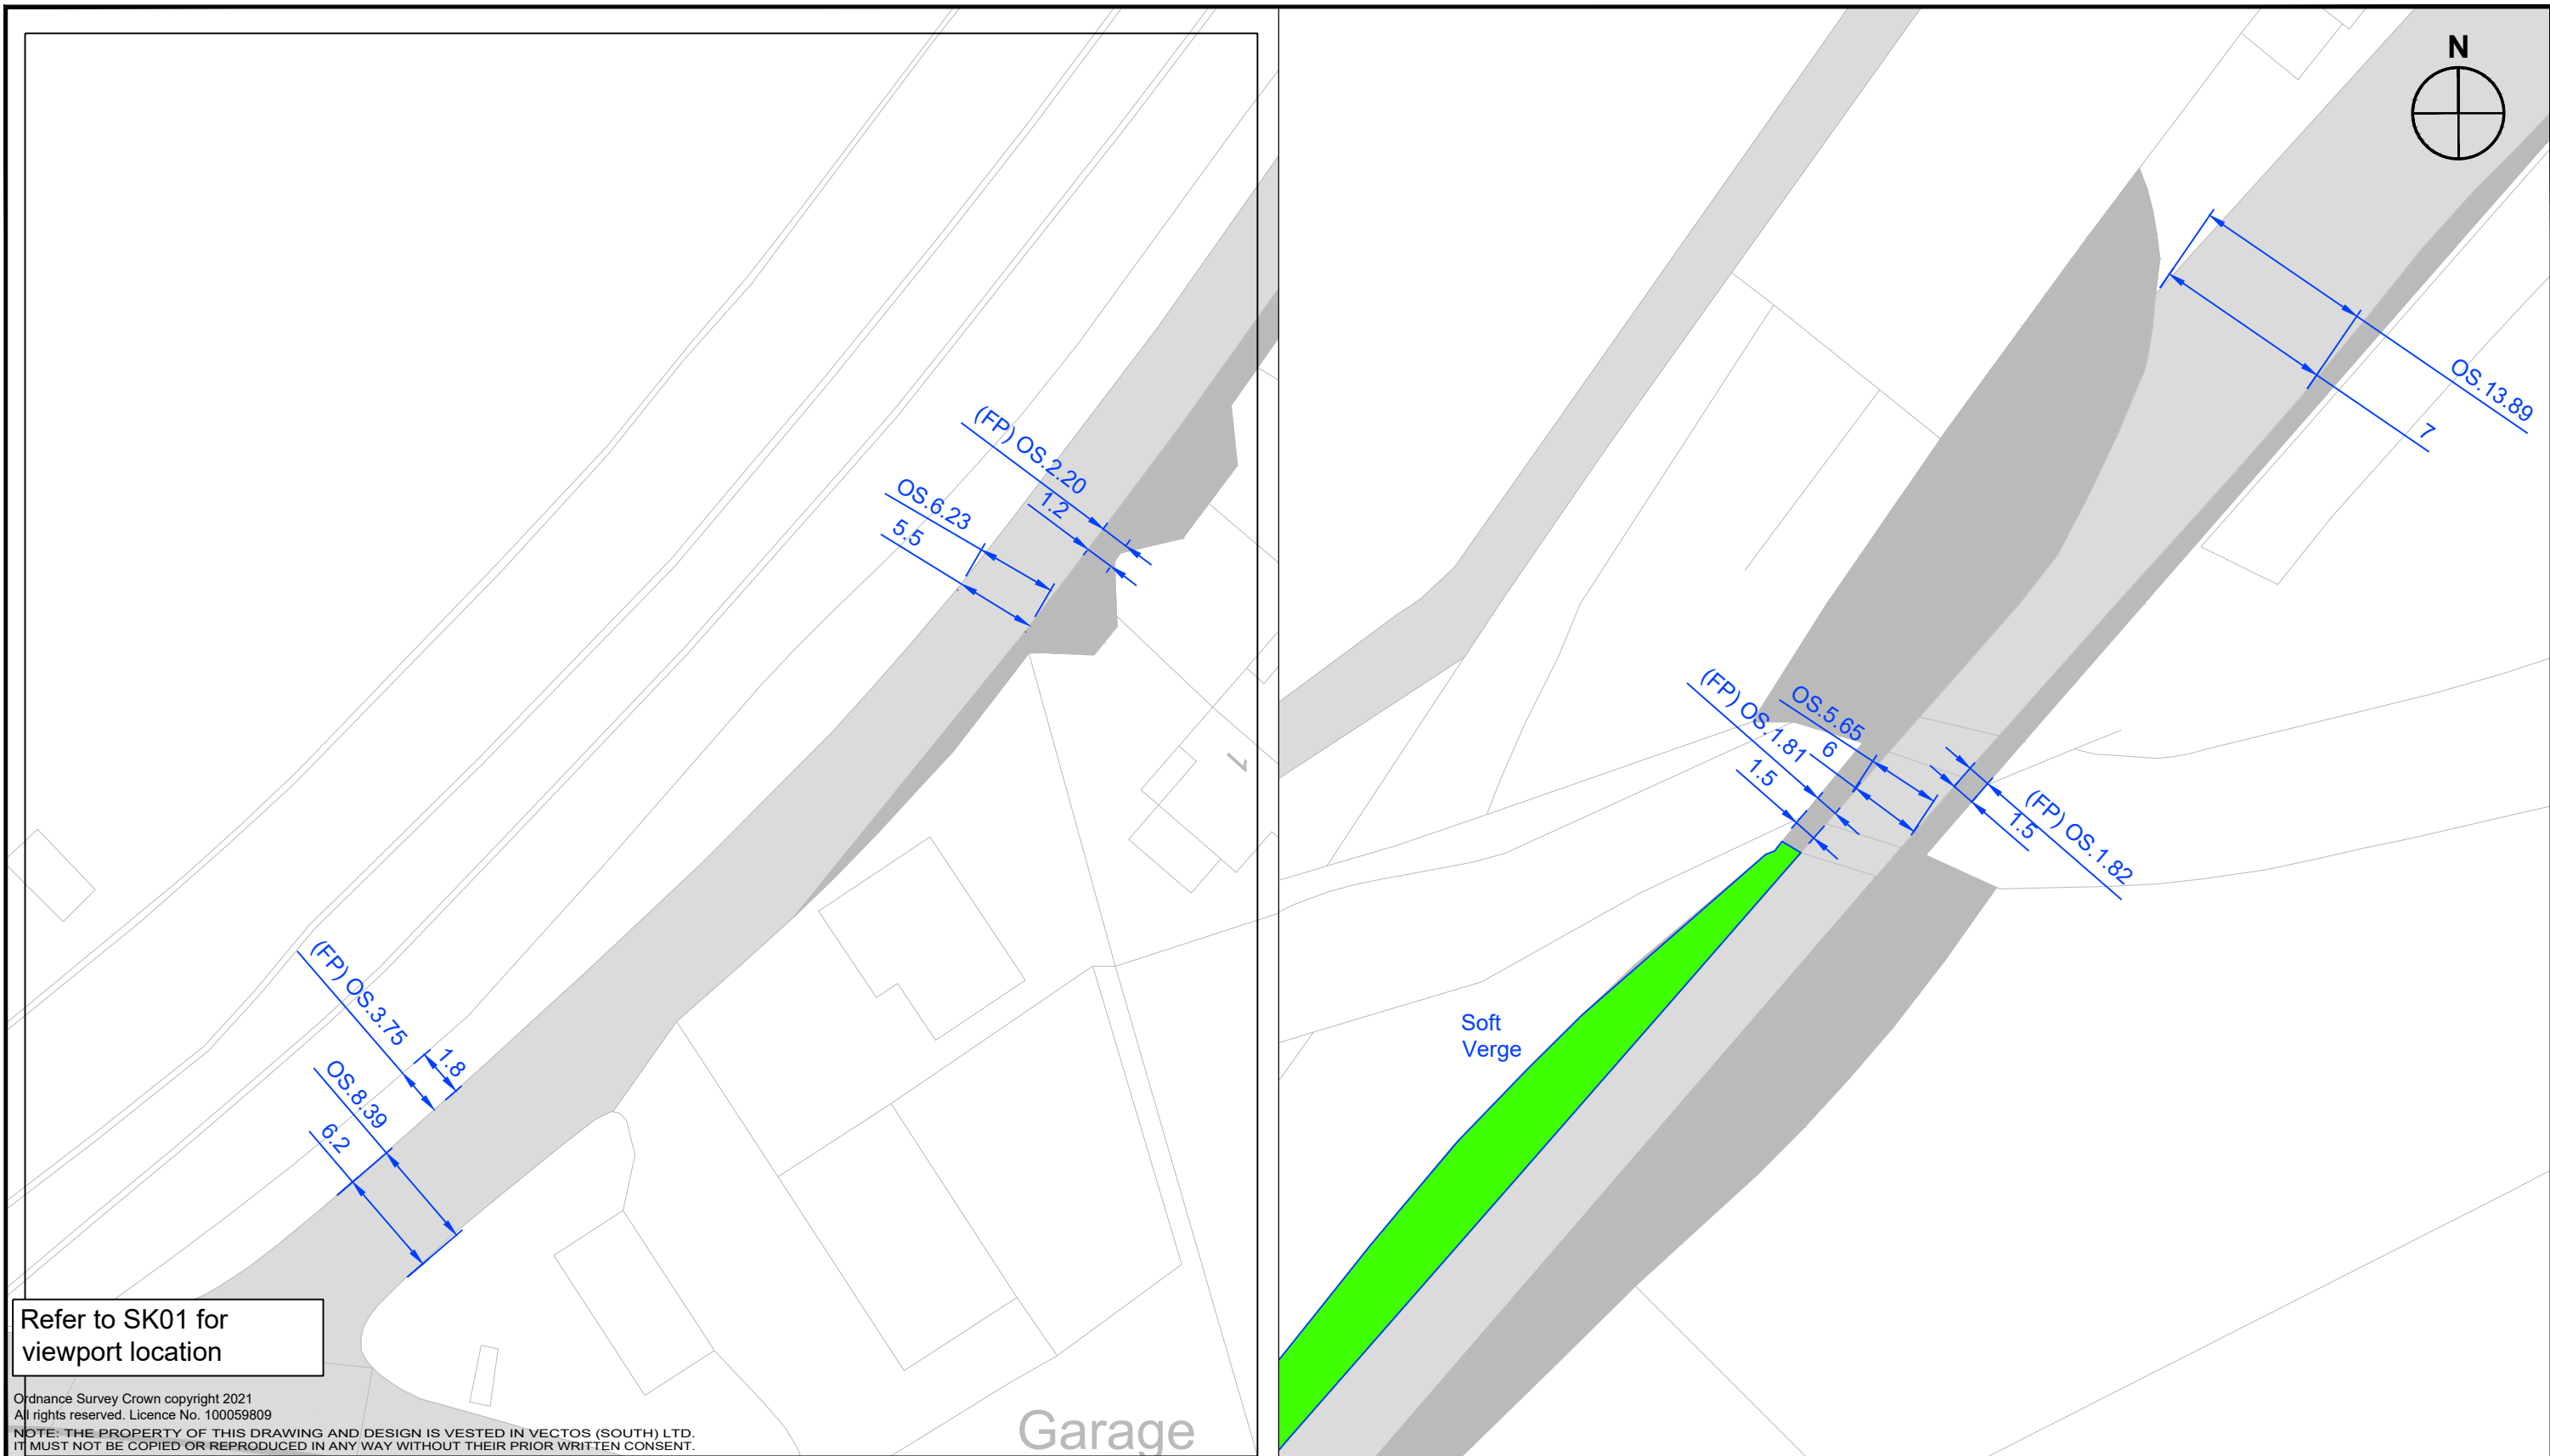 N
OS.13.89
7
(FP) OS.2.20
1.2
OS.6.23
5.5
(FP) OS.1.81
1.5
OS.5.65
6
(FP) OS.1.82
1.5
(FP) OS.3.75
1.8
OS.8.39
6.2
Soft
Verge
Refer to SK01 for
viewport location
Ordnance Survey Crown copyright 2021
All rights reserved. Licence No. 100059809
NOTE: THE PROPERTY OF THIS DRAWING AND DESIGN IS VESTED IN VECTOS (SOUTH) LTD.
IT MUST NOT BE COPIED OR REPRODUCED IN ANY WAY WITHOUT THEIR PRIOR WRITTEN CONSENT.
Garage